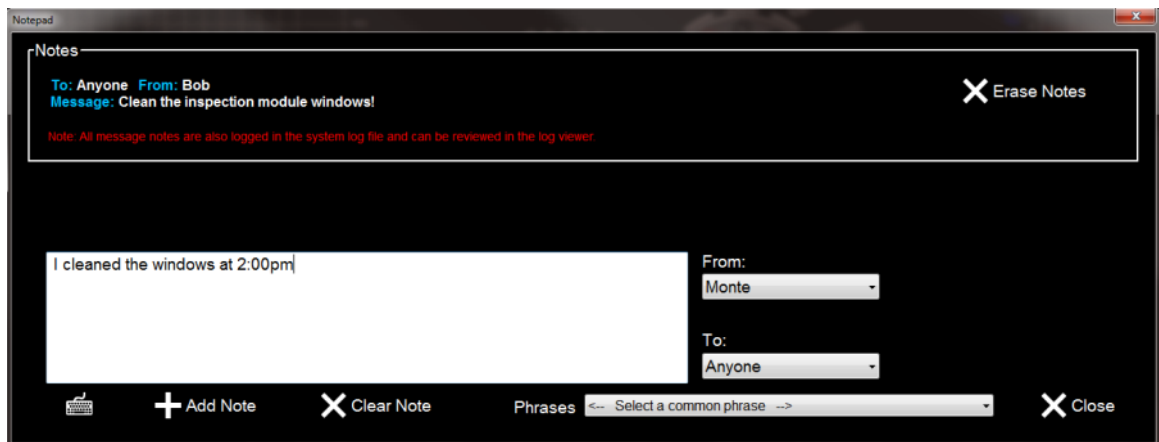 Notepad
Notes
To: Anyone From: Bob
Message: Clean the inspection module windows!
Erase Notes
Note: All message notes are also logged in the system log file and can be reviewed in the log viewer.
I cleaned the windows at 2:00pm
From:
Monte
To:
Anyone
Add Note
Clear Note
Phrases <-- Select a common phrase -->
Close